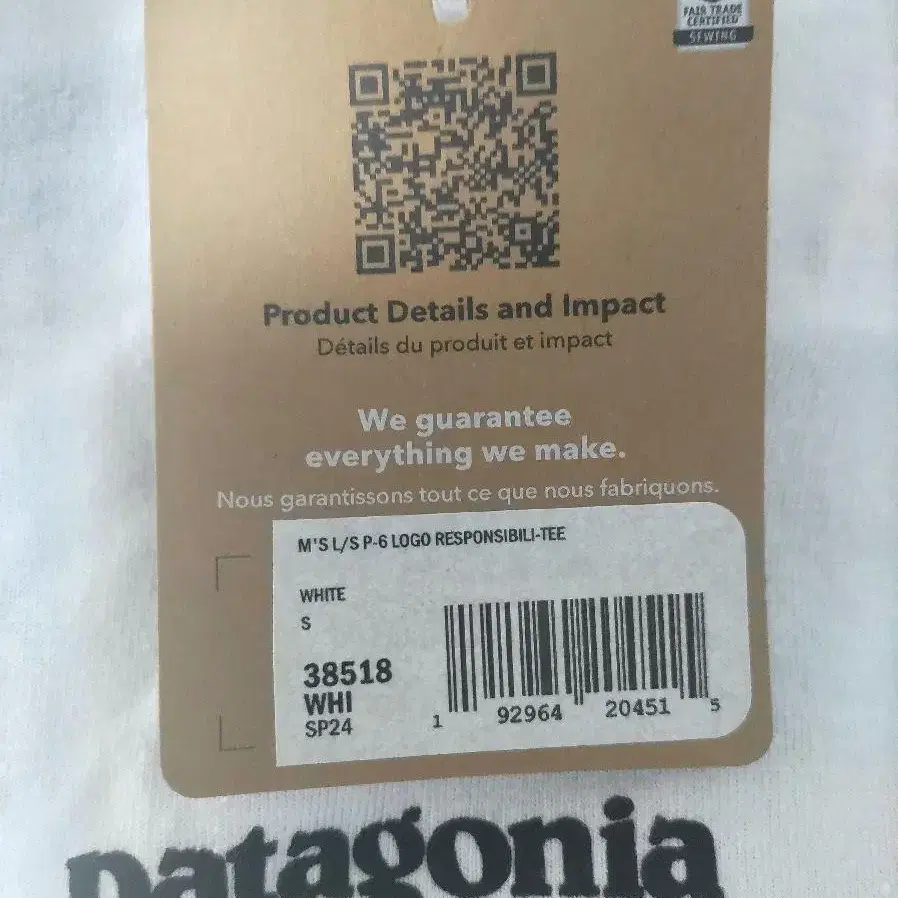 FAIR TRADE
CERTIFIED
SEWING
Product Details and Impact
Détails du produit et impact
We guarantee
everything we make.
Nous garantissons tout ce que nous fabriquons.
M'S L/S P-6 LOGO RESPONSIBILI-TEE
WHITE
S
38518
WHI
SP24
1 92964 20451 5
patagonia